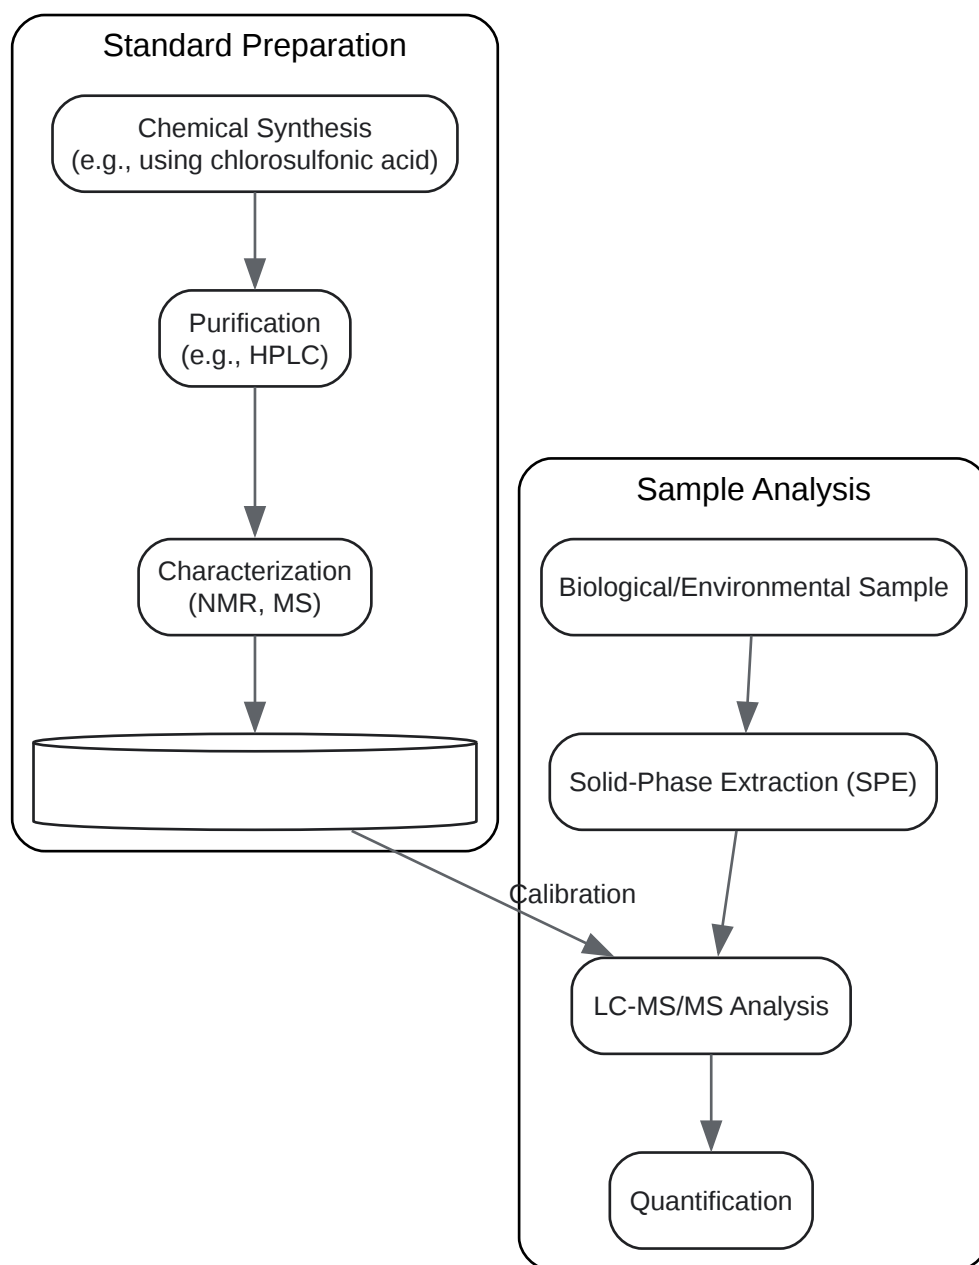 Standard Preparation
Chemical Synthesis
(e.g., using chlorosulfonic acid)
Purification
(e.g., HPLC)
Characterization
(NMR, MS)
Sample Analysis
Biological/Environmental Sample
Solid-Phase Extraction (SPE)
Calibration
LC-MS/MS Analysis
Quantification